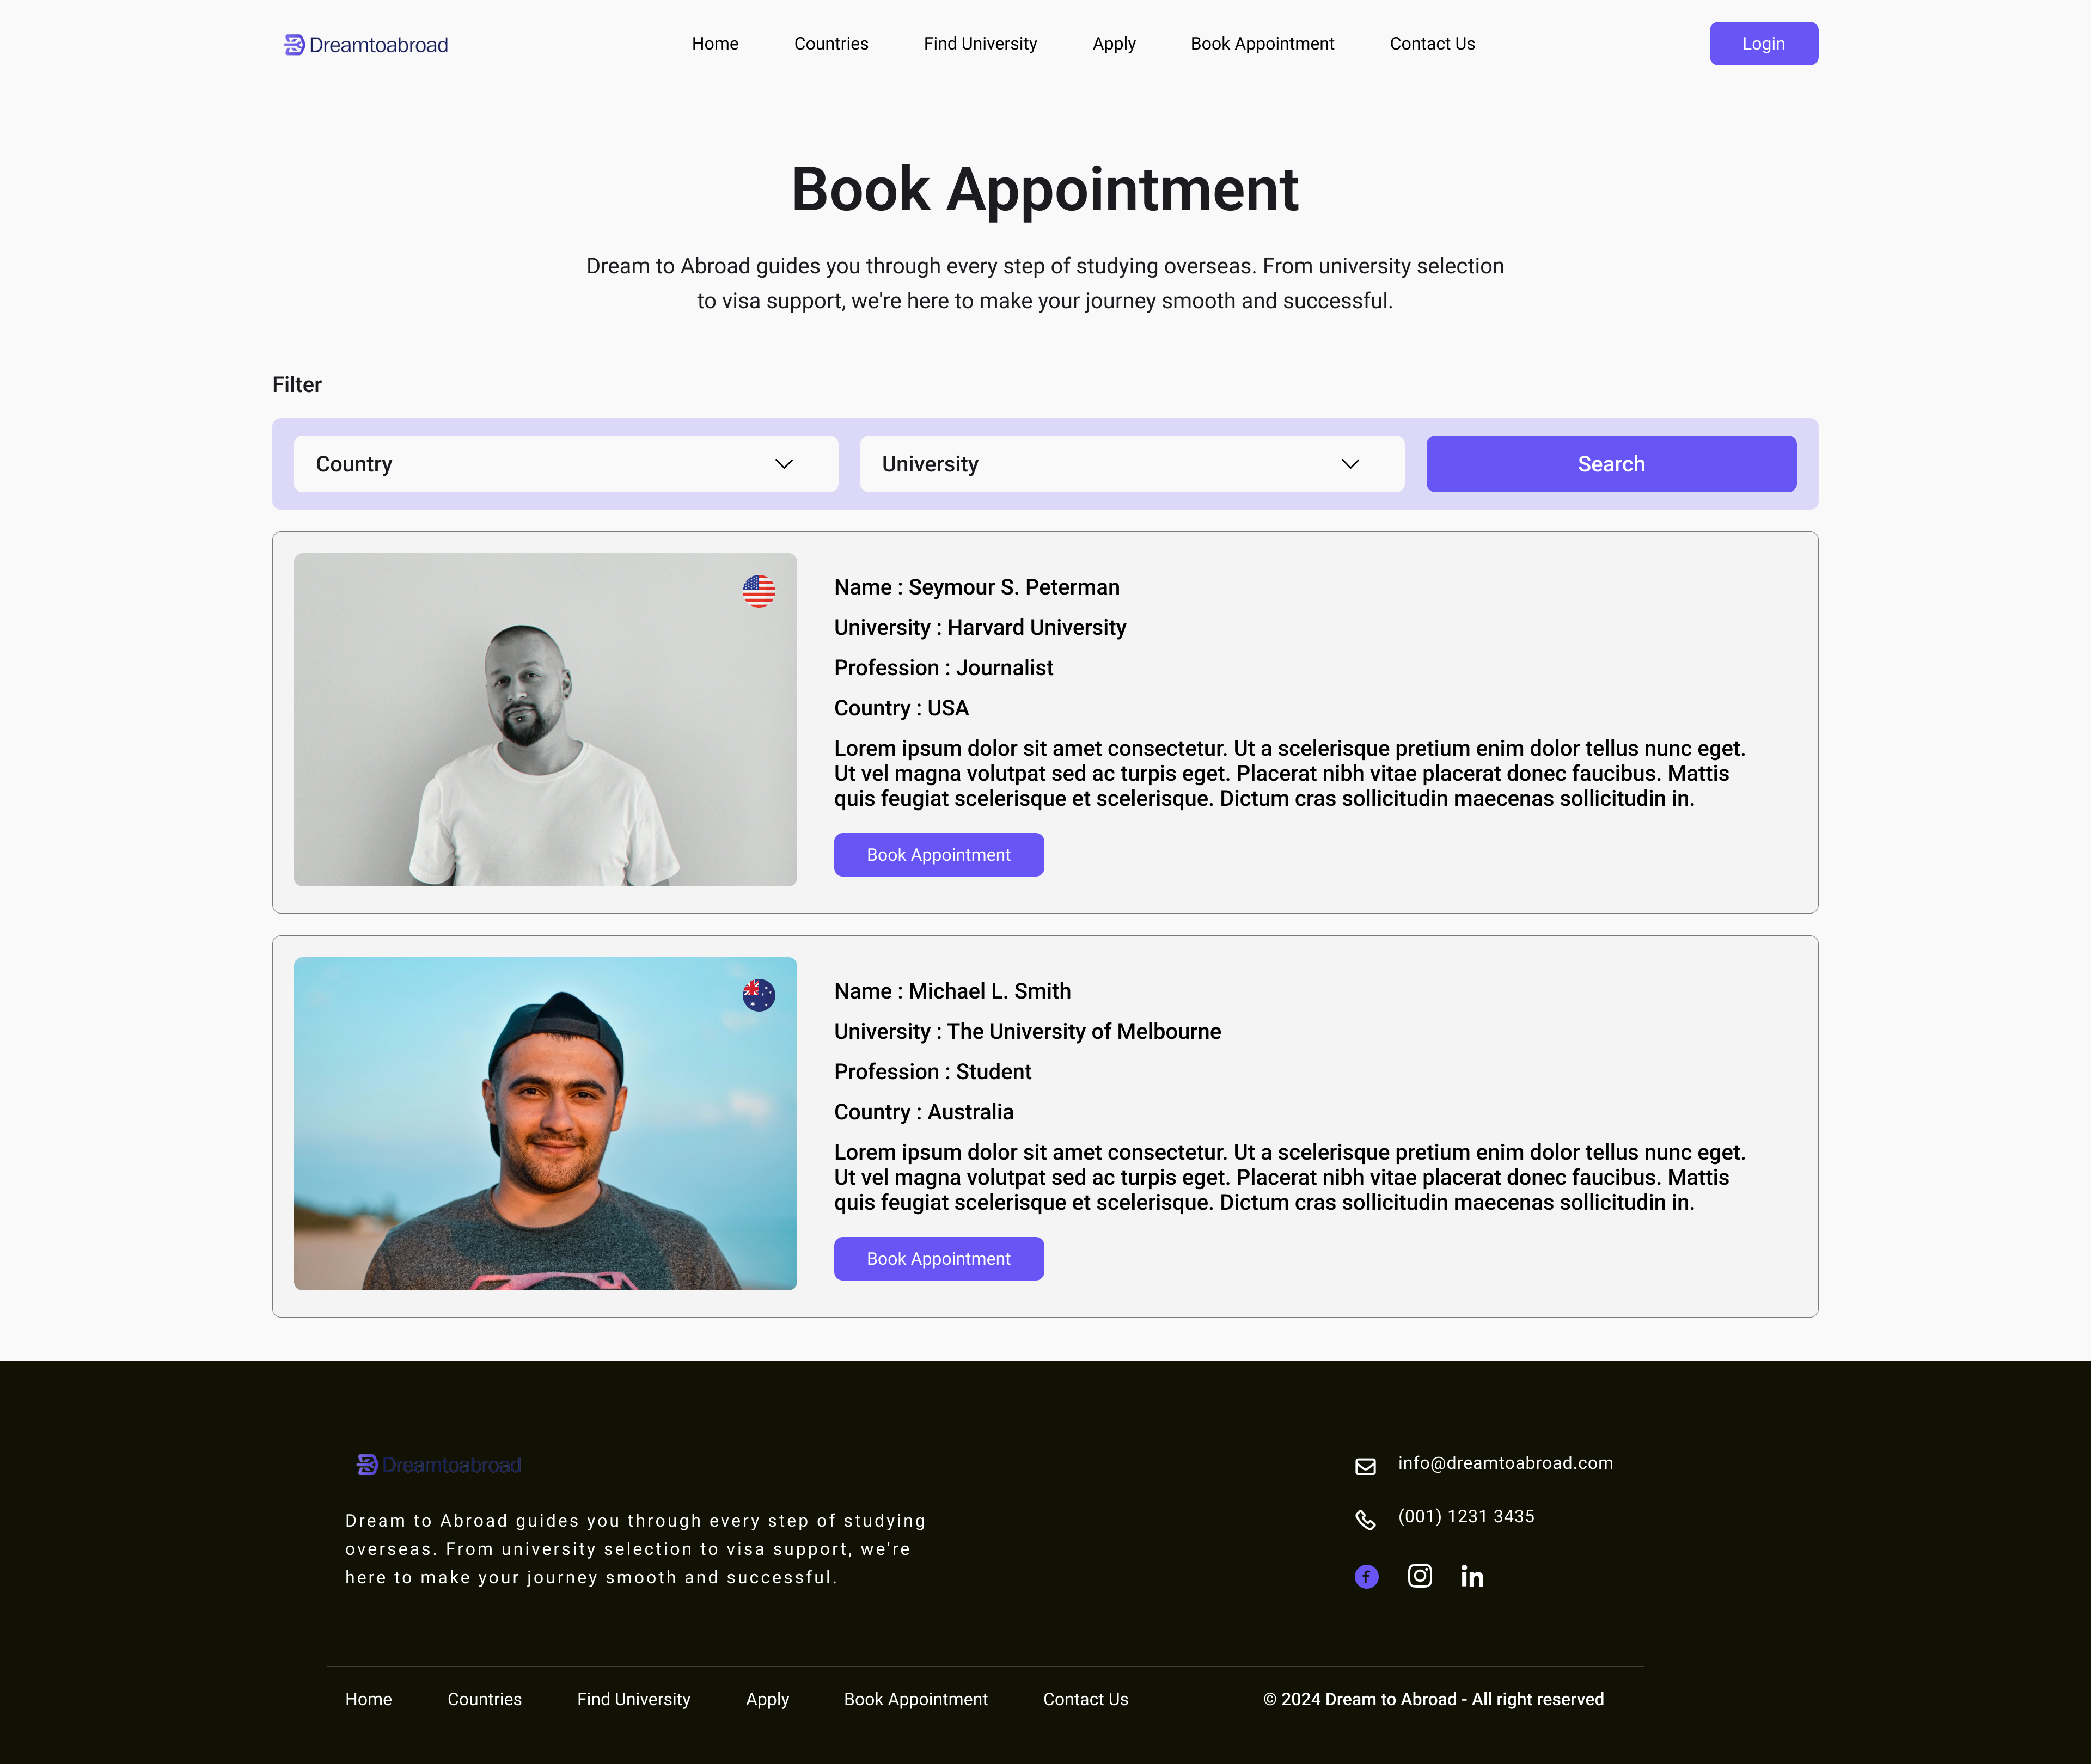 Dreamtoabroad
Home Countries Find University Apply Book Appointment Contact Us
Login
Book Appointment
Dream to Abroad guides you through every step of studying overseas. From university selection
to visa support, we're here to make your journey smooth and successful.
Filter
Country
University
Search
Name : Seymour S. Peterman
University : Harvard University
Profession : Journalist
Country : USA
Lorem ipsum dolor sit amet consectetur. Ut a scelerisque pretium enim dolor tellus nunc eget.
Ut vel magna volutpat sed ac turpis eget. Placerat nibh vitae placerat donec faucibus. Mattis
quis feugiat scelerisque et scelerisque. Dictum cras sollicitudin maecenas sollicitudin in.
Book Appointment
Name : Michael L. Smith
University : The University of Melbourne
Profession : Student
Country : Australia
Lorem ipsum dolor sit amet consectetur. Ut a scelerisque pretium enim dolor tellus nunc eget.
Ut vel magna volutpat sed ac turpis eget. Placerat nibh vitae placerat donec faucibus. Mattis
quis feugiat scelerisque et scelerisque. Dictum cras sollicitudin maecenas sollicitudin in.
Book Appointment
Dreamtoabroad
Dream to Abroad guides you through every step of studying
overseas. From university selection to visa support, we're
here to make your journey smooth and successful.
info@dreamtoabroad.com
(001) 1231 3435
Home Countries Find University Apply Book Appointment Contact Us
© 2024 Dream to Abroad - All right reserved